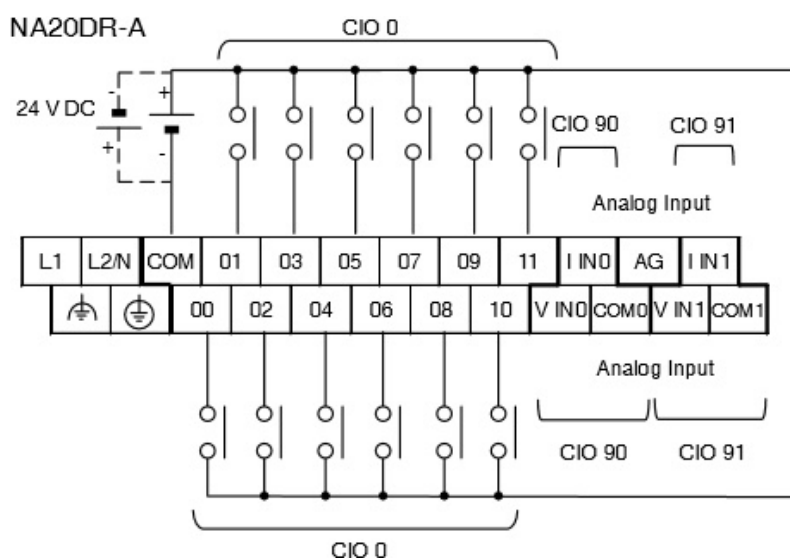 NA20DR-A
CIO 0
- +
24 V DC
+ -
CIO 90 CIO 91
Analog Input
L1 L2/N COM 01 03 05 07 09 11 I IN0 AG I IN1
00 02 04 06 08 10 V IN0 COM0 V IN1 COM1
Analog Input
CIO 90 CIO 91
CIO 0